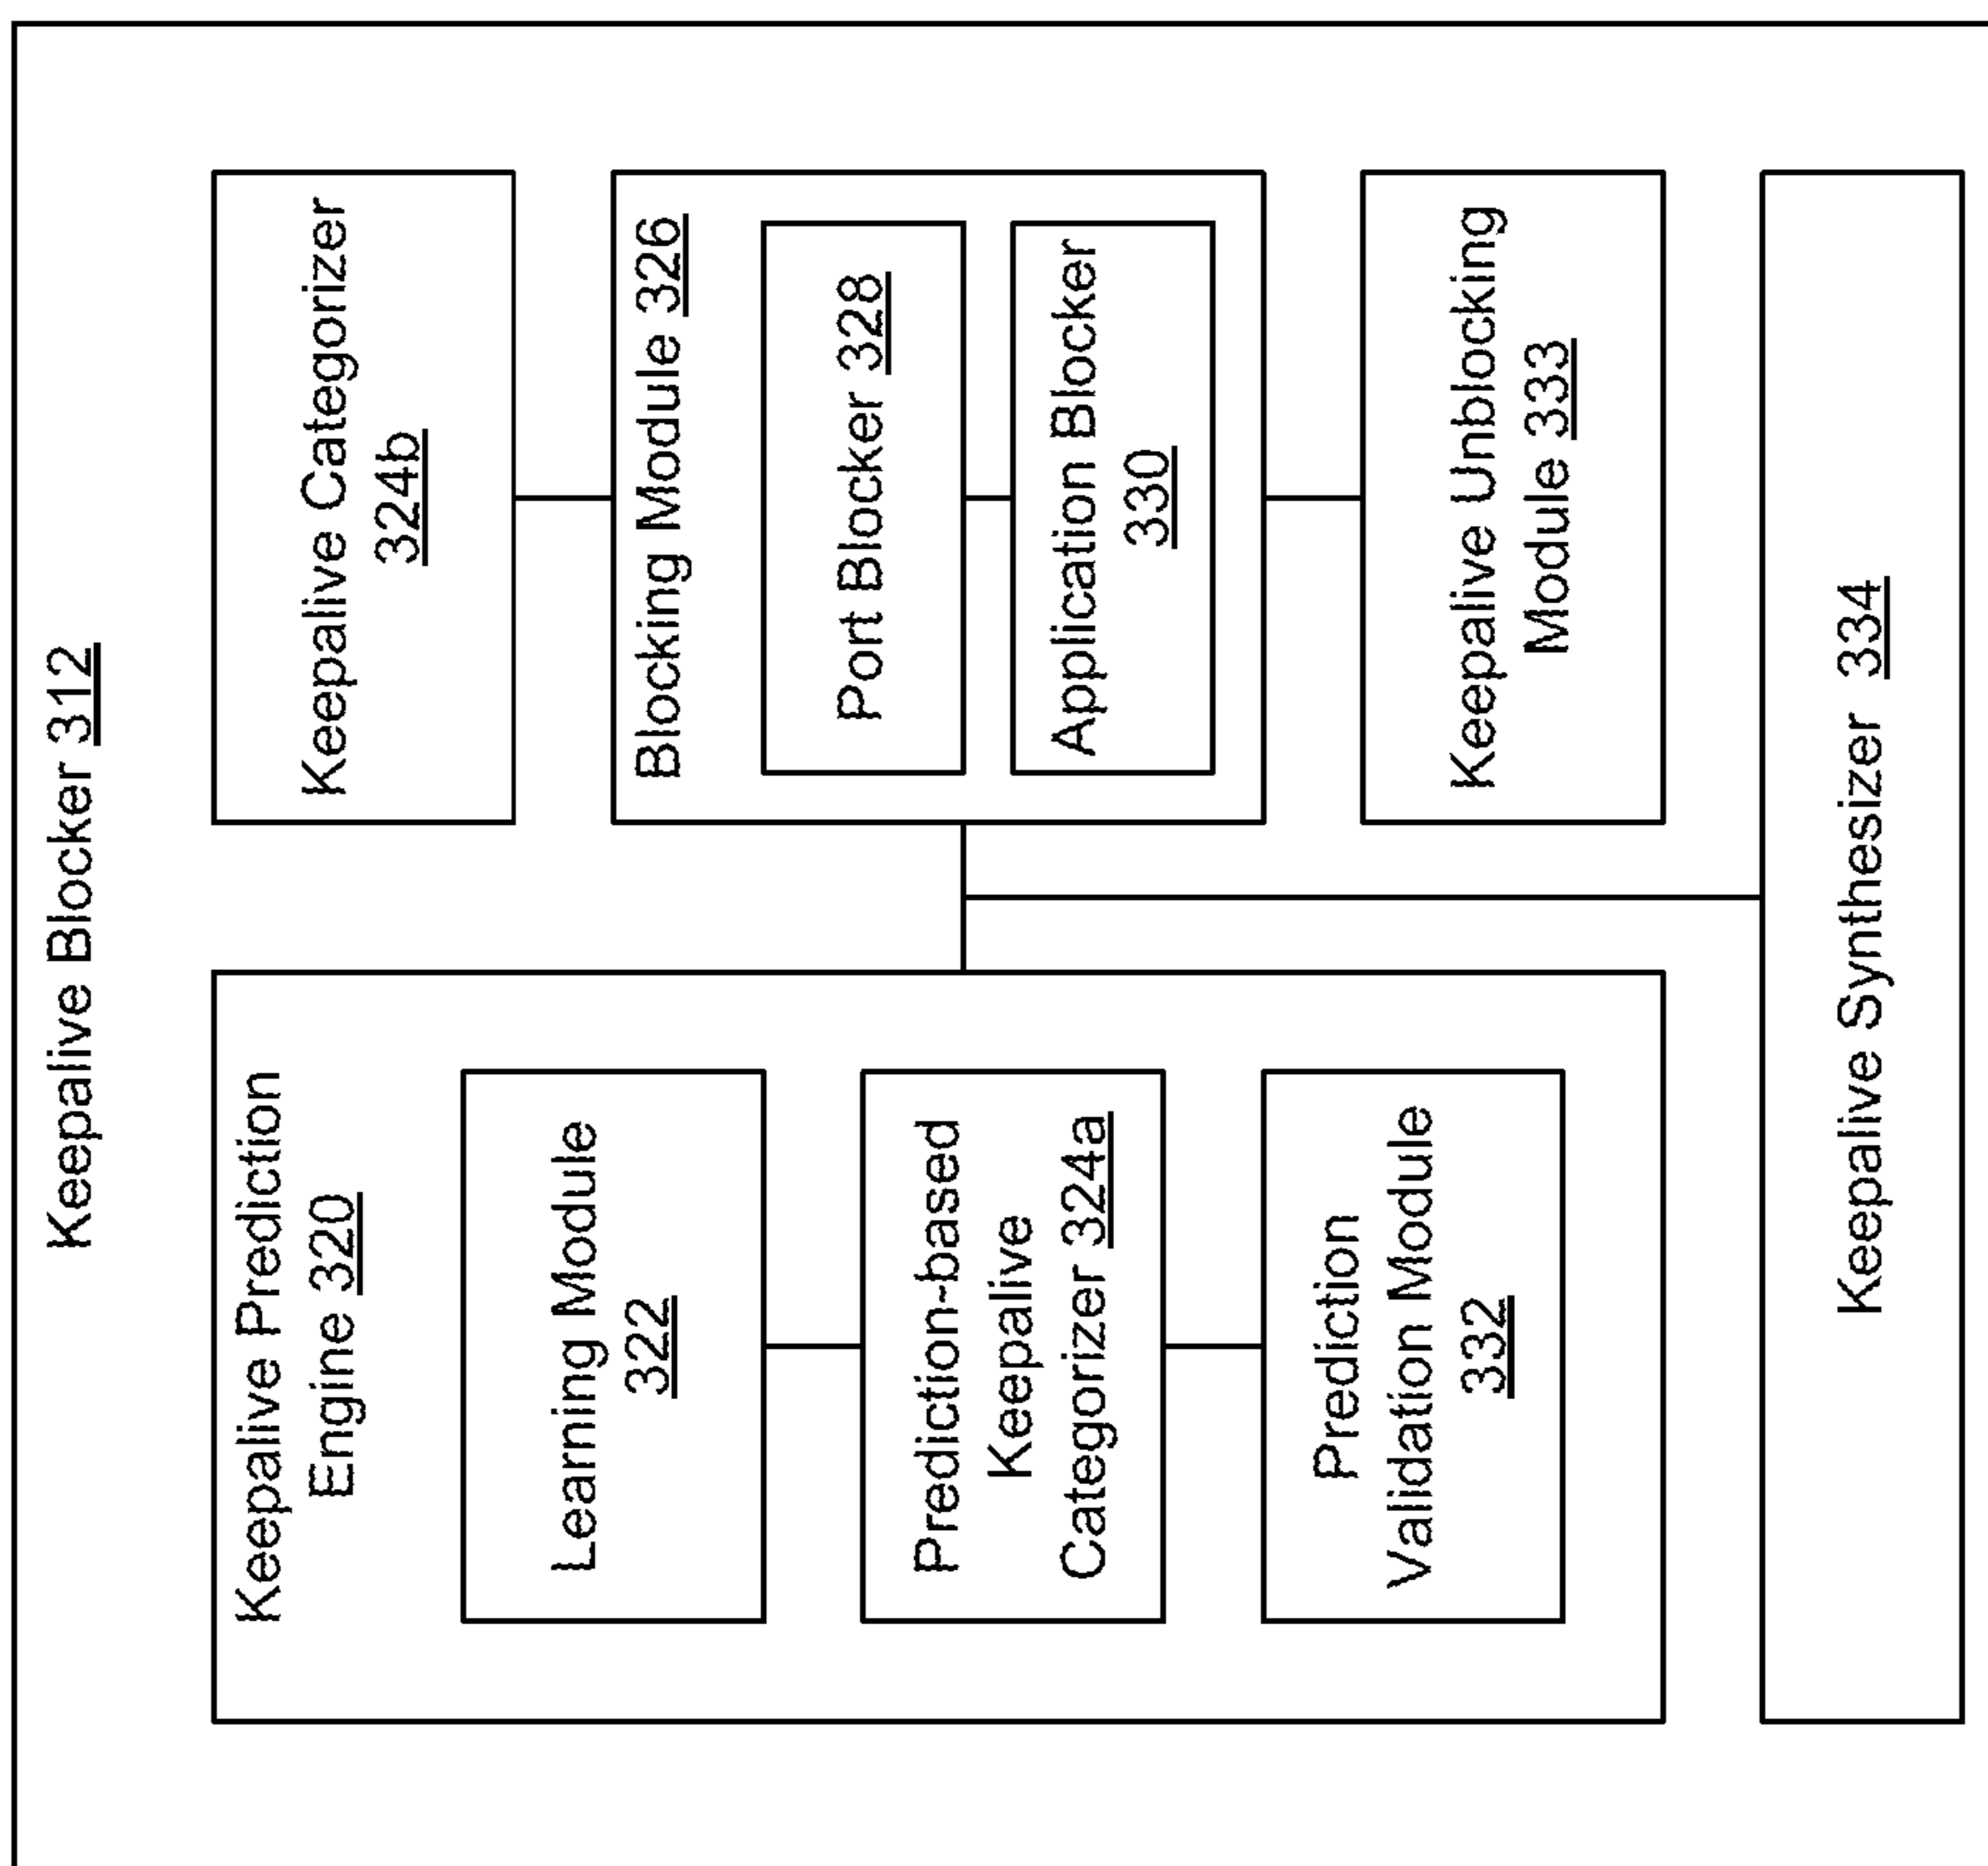 Keepalive Blocker 312
Keepalive Prediction
Engine 320
Learning Module
322
Prediction-based
Keepalive
Categorizer 324a
Prediction
Validation Module
332
Keepalive Categorizer
324b
Blocking Module 326
Port Blocker 328
Application Blocker
330
Keepalive Unblocking
Module 333
Keepalive Synthesizer 334